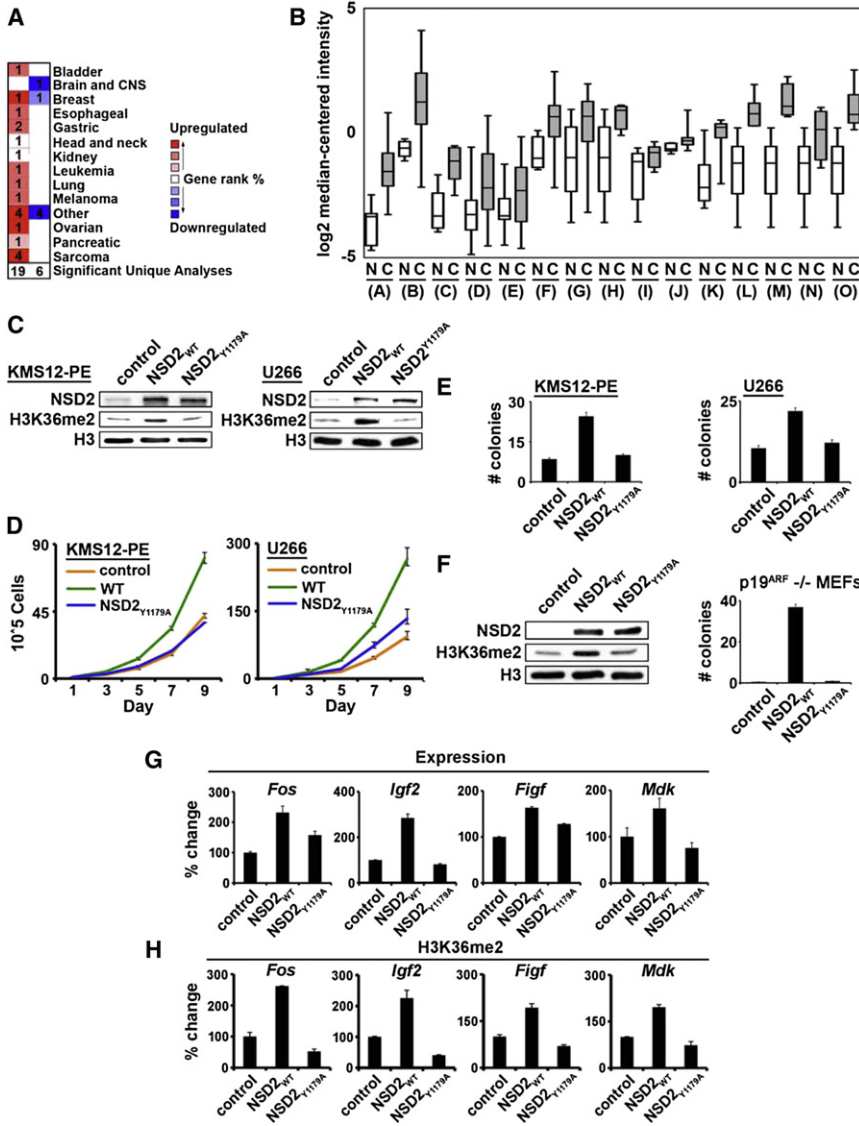 A
1 Bladder
1 Brain and CNS
1 1 Breast
1 Esophageal
2 Gastric
1 Head and neck
1 Kidney
1 Leukemia
1 Lung
1 Melanoma
4 4 Other
Ovarian
1 Pancreatic
4 Sarcoma
19 6 Significant Unique Analyses
Upregulated
Gene rank %
Downregulated
B
log2 median-centered intensity
5
0
-5
N C N C N C N C N C N C N C N C N C N C N C N C N C N C N C
(A) (B) (C) (D) (E) (F) (G) (H) (I) (J) (K) (L) (M) (N) (O)
C
KMS12-PE
control NSD2WT NSD2Y1179A
NSD2
H3K36me2
H3
U266
control NSD2WT NSD2Y1179A
NSD2
H3K36me2
H3
D
10^5 Cells
90
45
0
KMS12-PE
control
WT
NSD2Y1179A
1 3 5 7 9
Day
300
150
0
U266
control
WT
NSD2Y1179A
1 3 5 7 9
Day
E
KMS12-PE
# colonies
30
15
0
control NSD2WT NSD2Y1179A
U266
# colonies
25
0
control NSD2WT NSD2Y1179A
F
control NSD2WT NSD2Y1179A
NSD2
H3K36me2
H3
p19ARF -/- MEFs
# colonies
40
20
0
control NSD2WT NSD2Y1179A
G
Expression
% change
Fos
300
200
100
0
control NSD2WT NSD2Y1179A
Igf2
400
200
0
control NSD2WT NSD2Y1179A
Figf
200
100
0
control NSD2WT NSD2Y1179A
Mdk
200
100
0
control NSD2WT NSD2Y1179A
H
H3K36me2
% change
Fos
300
200
100
0
control NSD2WT NSD2Y1179A
Igf2
300
200
100
0
control NSD2WT NSD2Y1179A
Figf
300
150
0
control NSD2WT NSD2Y1179A
Mdk
300
150
0
control NSD2WT NSD2Y1179A